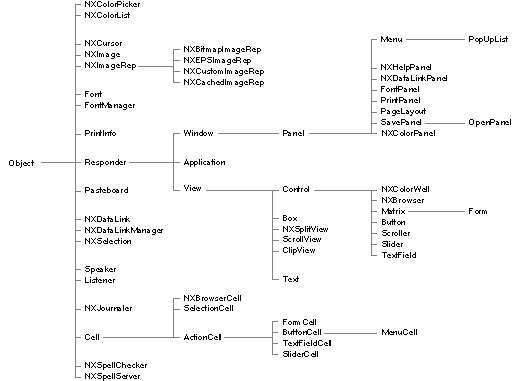 NXColorPicker
NXColorList
NXCursor
NXImage
NXImageRep
NXBitmapImageRep
NXEPSImageRep
NXCustomImageRep
NXCachedImageRep
Menu
PopUpList
NXHelpPanel
NXDataLinkPanel
FontPanel
PrintPanel
PageLayout
SavePanel
OpenPanel
NXColorPanel
Font
FontManager
PrintInfo
Window
Panel
Object
Responder
Application
Pasteboard
View
Control
NXColorWell
NXBrowser
Matrix
Form
Button
Scroller
Slider
TextField
Box
NXSplitView
ScrollView
ClipView
Text
NXDataLink
NXDataLinkManager
NXSelection
Speaker
Listener
NXJournaler
NXBrowserCell
SelectionCell
Cell
ActionCell
FormCell
ButtonCell
MenuCell
TextFieldCell
SliderCell
NXSpellChecker
NXSpellServer